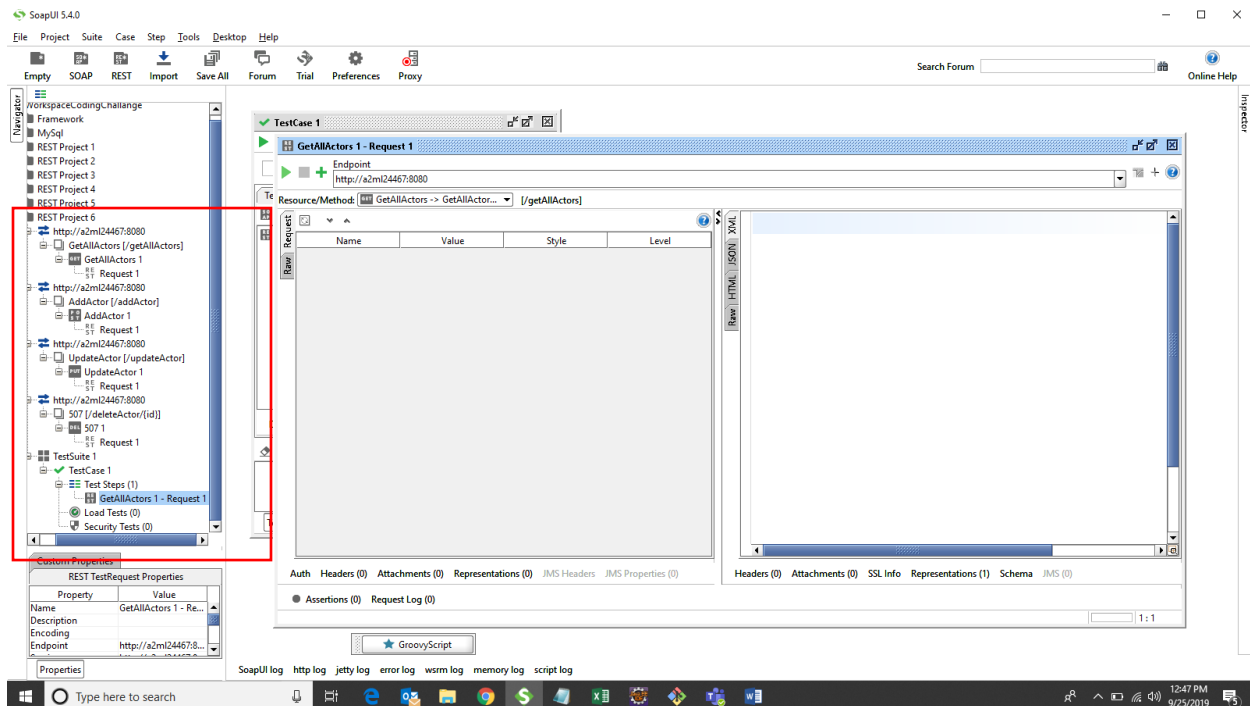 SoapUI 5.4.0
File Project Suite Case Step Tools Desktop Help
Empty SOAP REST Import Save All Forum Trial Preferences Proxy
Search Forum
Online Help
Navigator
Inspector
WorkspaceCodingChallange
Framework
MySql
REST Project 1
REST Project 2
REST Project 3
REST Project 4
REST Project 5
REST Project 6
http://a2ml24467:8080
GetAllActors [/getAllActors]
GetAllActors 1
Request 1
http://a2ml24467:8080
AddActor [/addActor]
AddActor 1
Request 1
http://a2ml24467:8080
UpdateActor [/updateActor]
UpdateActor 1
Request 1
http://a2ml24467:8080
507 [/deleteActor/{id}]
507 1
Request 1
TestSuite 1
TestCase 1
Test Steps (1)
GetAllActors 1 - Request 1
Load Tests (0)
Security Tests (0)
Custom Properties
REST TestRequest Properties
Property Value
Name GetAllActors 1 - Re...
Description
Encoding
Endpoint http://a2ml24467:8...
Properties
TestCase 1
GetAllActors 1 - Request 1
Endpoint
http://a2ml24467:8080
Resource/Method: GET GetAllActors -> GetAllActor... [/getAllActors]
Request
Raw
Name Value Style Level
XML
JSON
HTML
Raw
Auth Headers (0) Attachments (0) Representations (0) JMS Headers JMS Properties (0)
Headers (0) Attachments (0) SSL Info Representations (1) Schema JMS (0)
Assertions (0) Request Log (0)
1 : 1
GroovyScript
SoapUI log http log jetty log error log wsrm log memory log script log
Type here to search
12:47 PM
9/25/2019